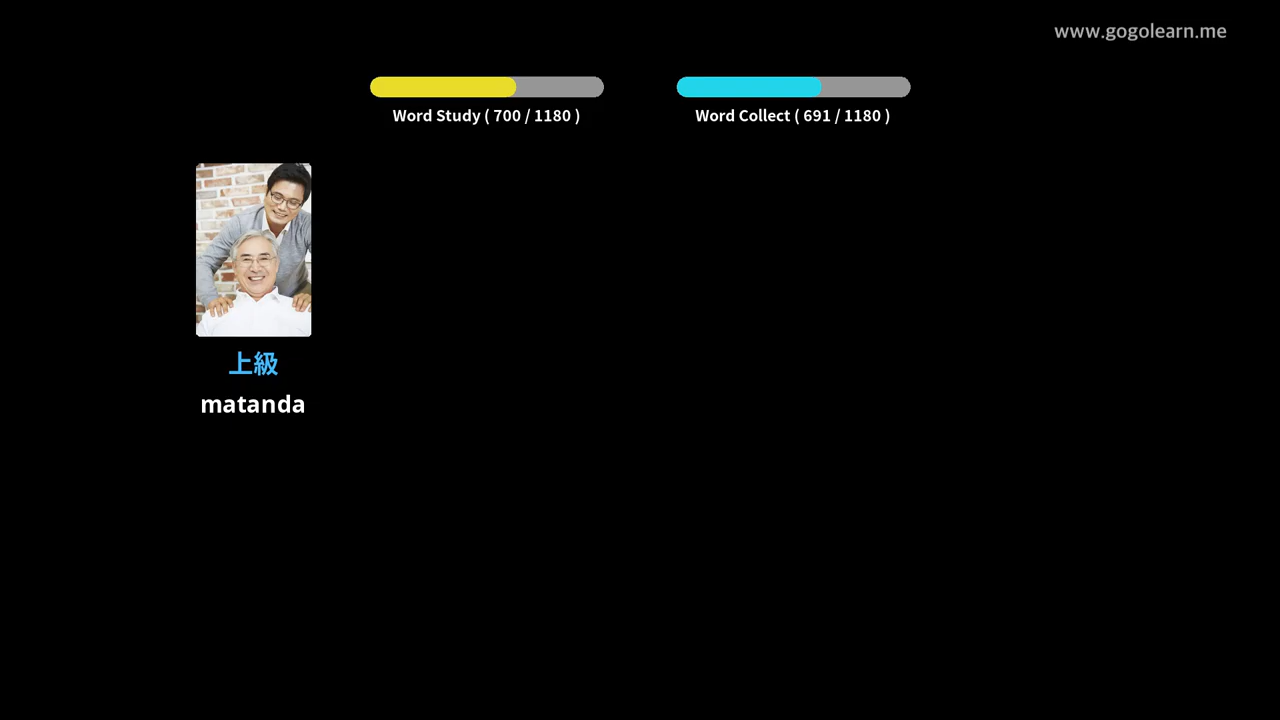 www.gogolearn.me
Word Study ( 700 / 1180 )
Word Collect ( 691 / 1180 )
上級
matanda